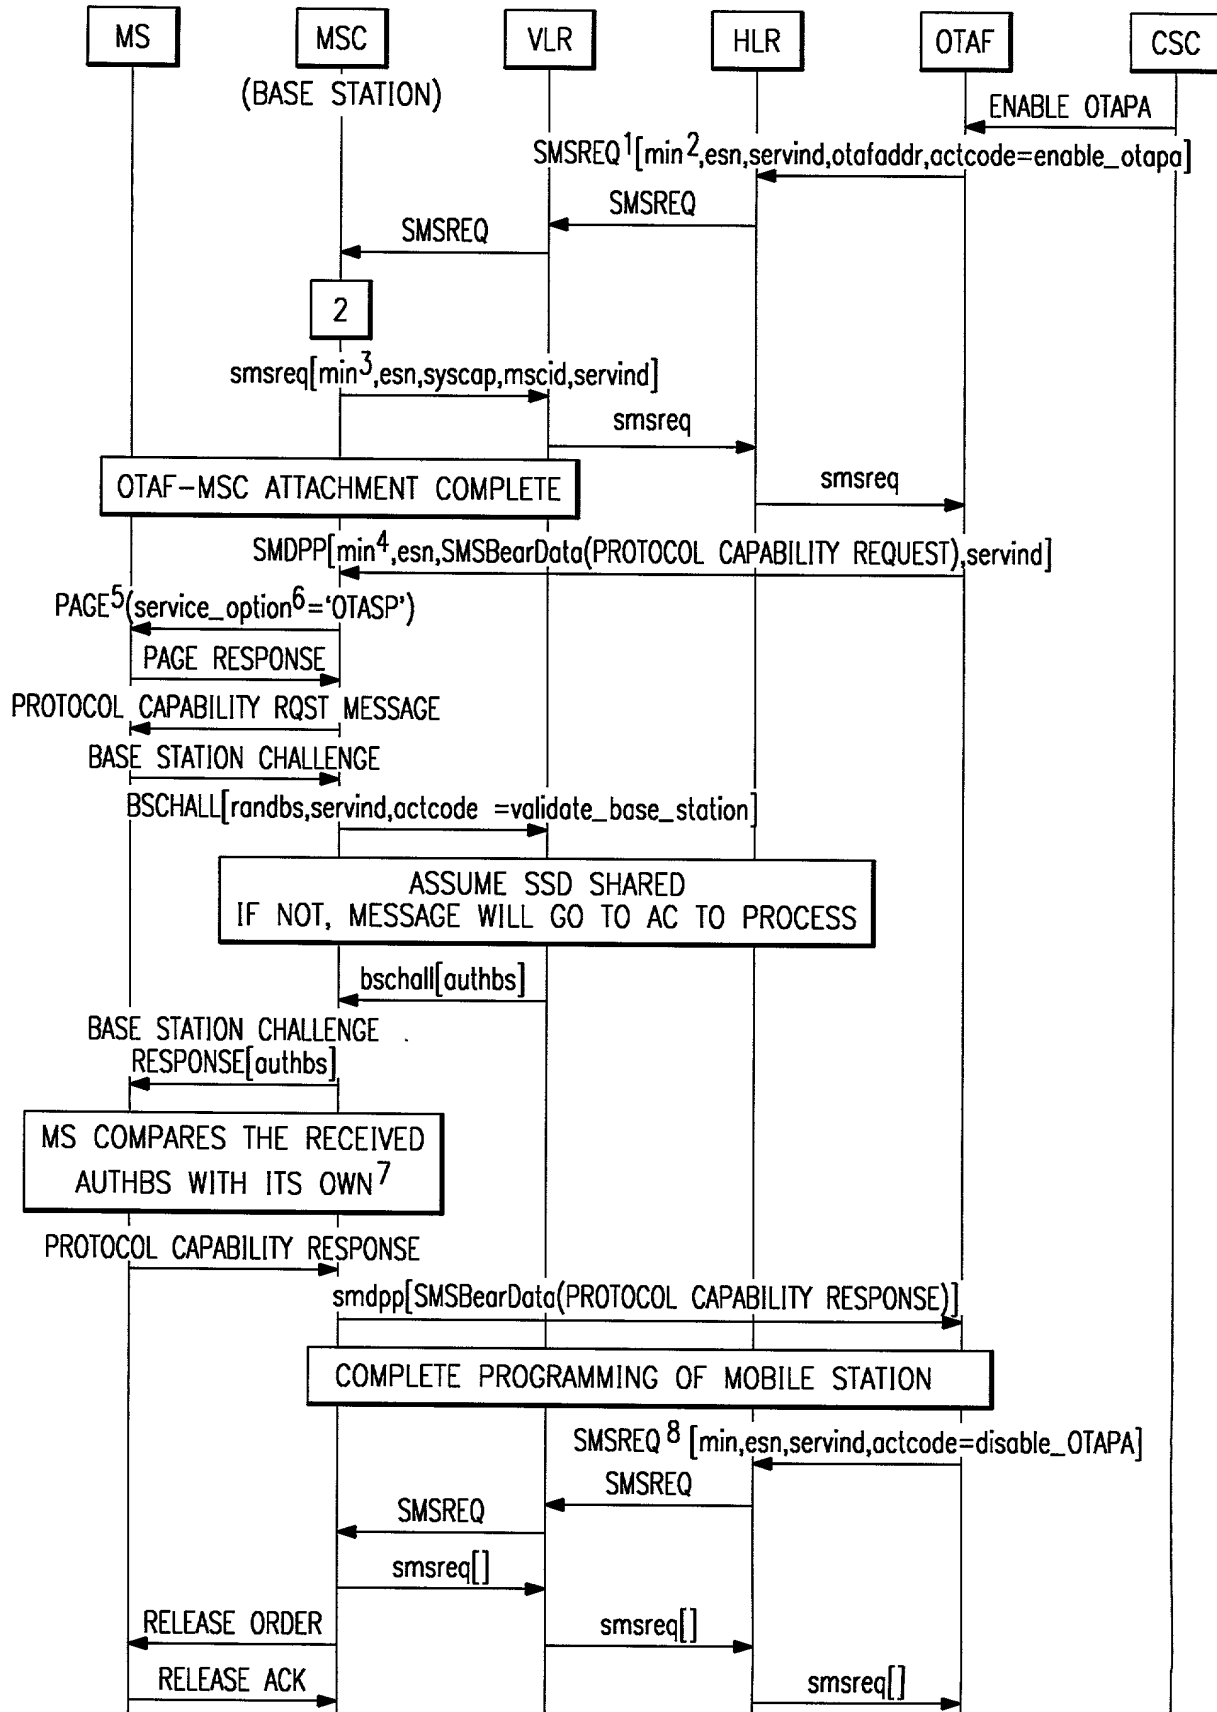 MS MSC VLR HLR OTAF CSC
(BASE STATION)
ENABLE OTAPA
SMSREQ1[min2,esn,servind,otafaddr,actcode=enable_otapa]
SMSREQ
SMSREQ
2
smsreq[min3,esn,syscap,mscid,servind]
smsreq
OTAF-MSC ATTACHMENT COMPLETE
smsreq
SMDPP[min4,esn,SMSBearData(PROTOCOL CAPABILITY REQUEST),servind]
PAGE5(service_option6='OTASP')
PAGE RESPONSE
PROTOCOL CAPABILITY RQST MESSAGE
BASE STATION CHALLENGE
BSCHALL[randbs,servind,actcode =validate_base_station]
ASSUME SSD SHARED
IF NOT, MESSAGE WILL GO TO AC TO PROCESS
bschall[authbs]
BASE STATION CHALLENGE
RESPONSE[authbs]
MS COMPARES THE RECEIVED
AUTHBS WITH ITS OWN7
PROTOCOL CAPABILITY RESPONSE
smdpp[SMSBearData(PROTOCOL CAPABILITY RESPONSE)]
COMPLETE PROGRAMMING OF MOBILE STATION
SMSREQ8 [min,esn,servind,actcode=disable_OTAPA]
SMSREQ
SMSREQ
smsreq[]
RELEASE ORDER
smsreq[]
RELEASE ACK
smsreq[]